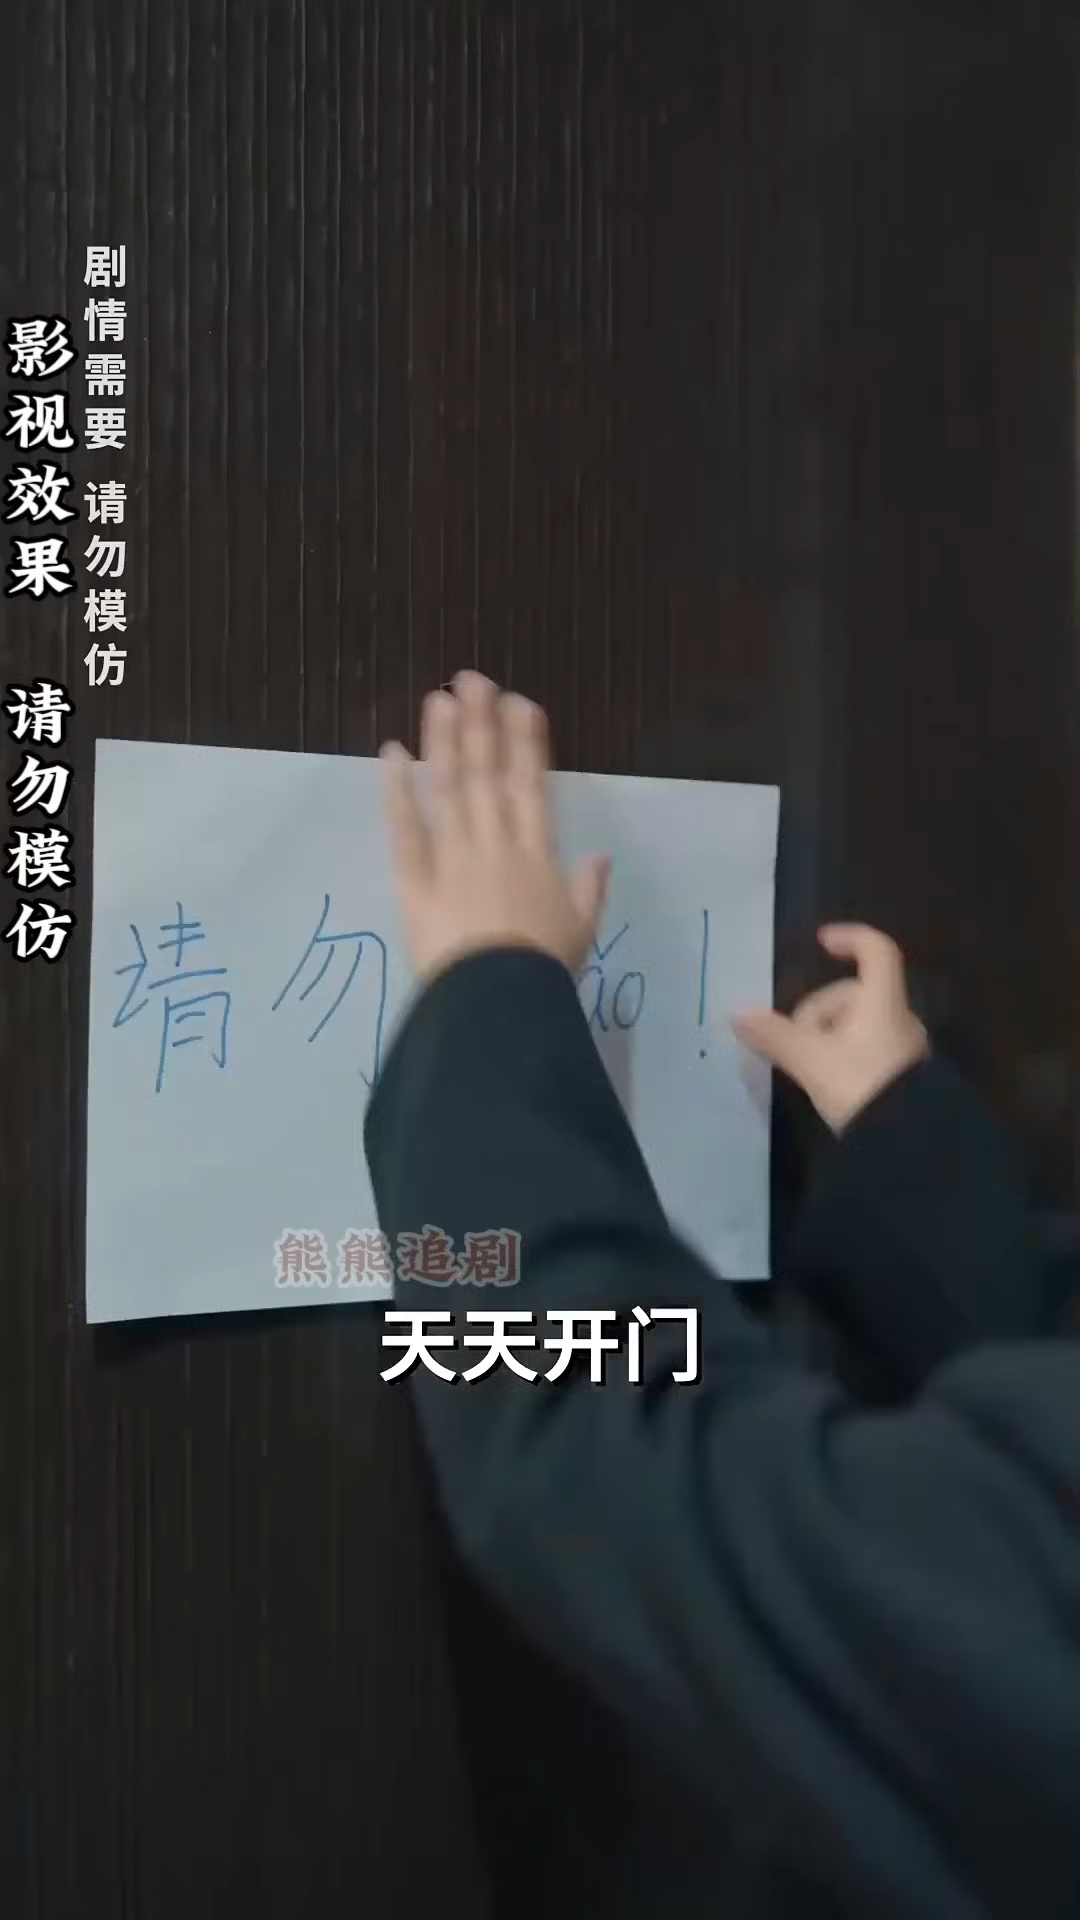 影视效果 请勿模仿
剧情需要 请勿模仿
请勿 ǎo!
熊熊追剧
天天开门